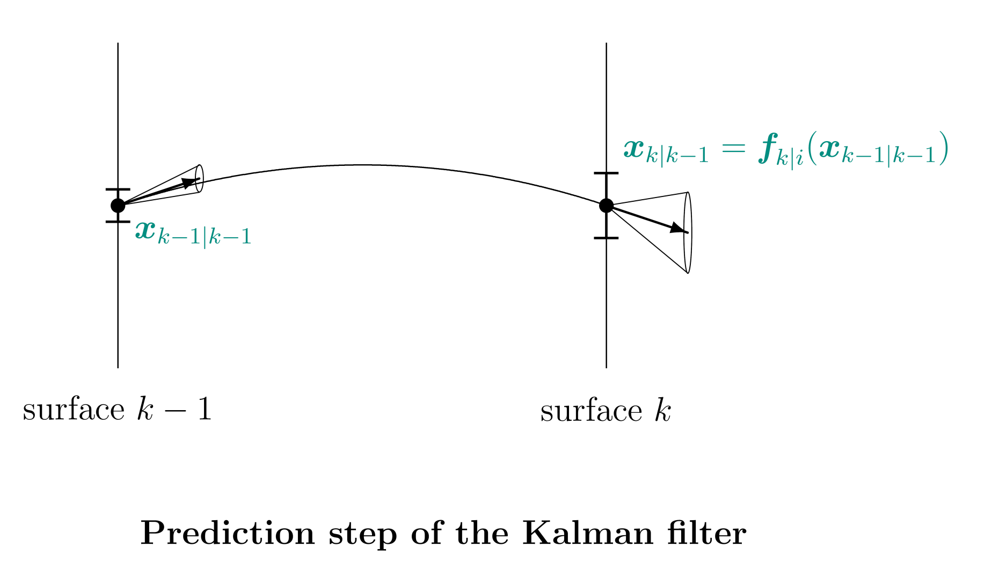 x_{k|k−1} = f_{k|i}(x_{k−1|k−1})
x_{k−1|k−1}
surface k − 1
surface k
Prediction step of the Kalman filter